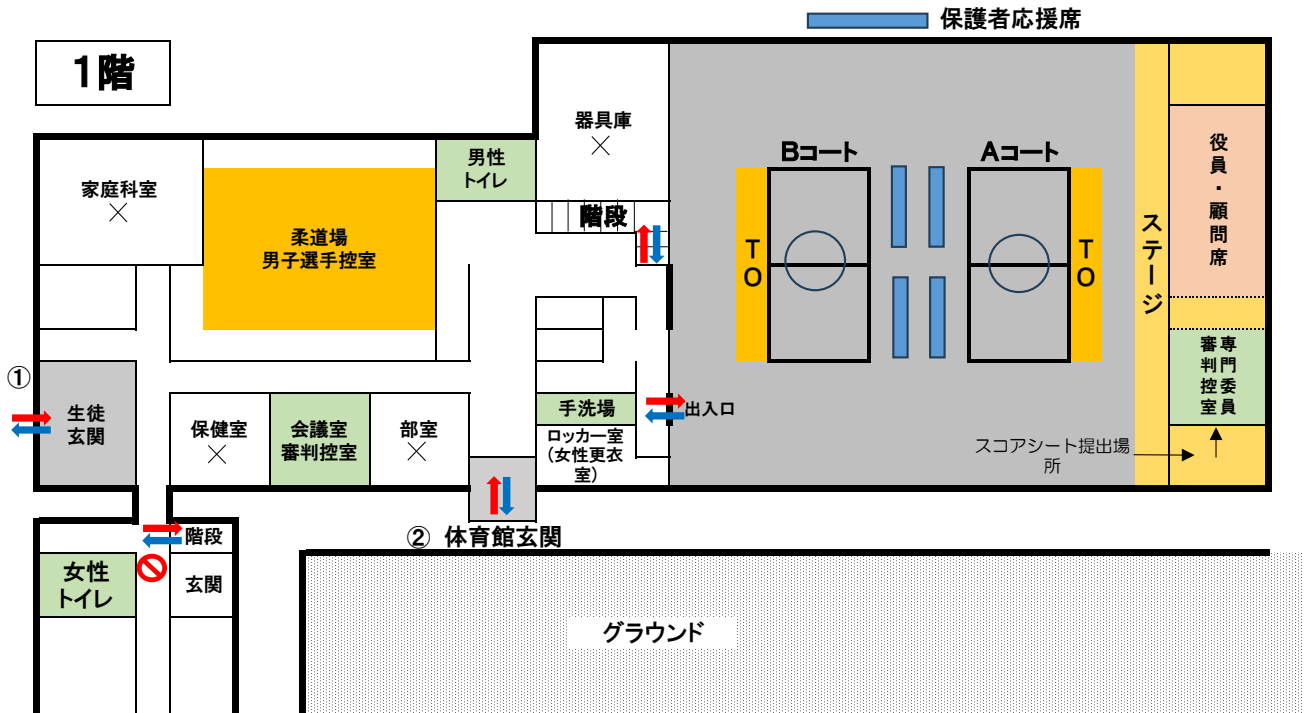 保護者応援席
1階
器具庫
×
男性
トイレ
家庭科室
×
柔道場
男子選手控室
階段
Bコート
Aコート
TO
TO
ステージ
役員・顧問席
専門委員
審判控室
①
生徒
玄関
保健室
×
会議室
審判控室
部室
×
手洗場
出入口
ロッカー室
(女性更衣
室)
スコアシート提出場
所
② 体育館玄関
階段
女性
トイレ
玄関
グラウンド